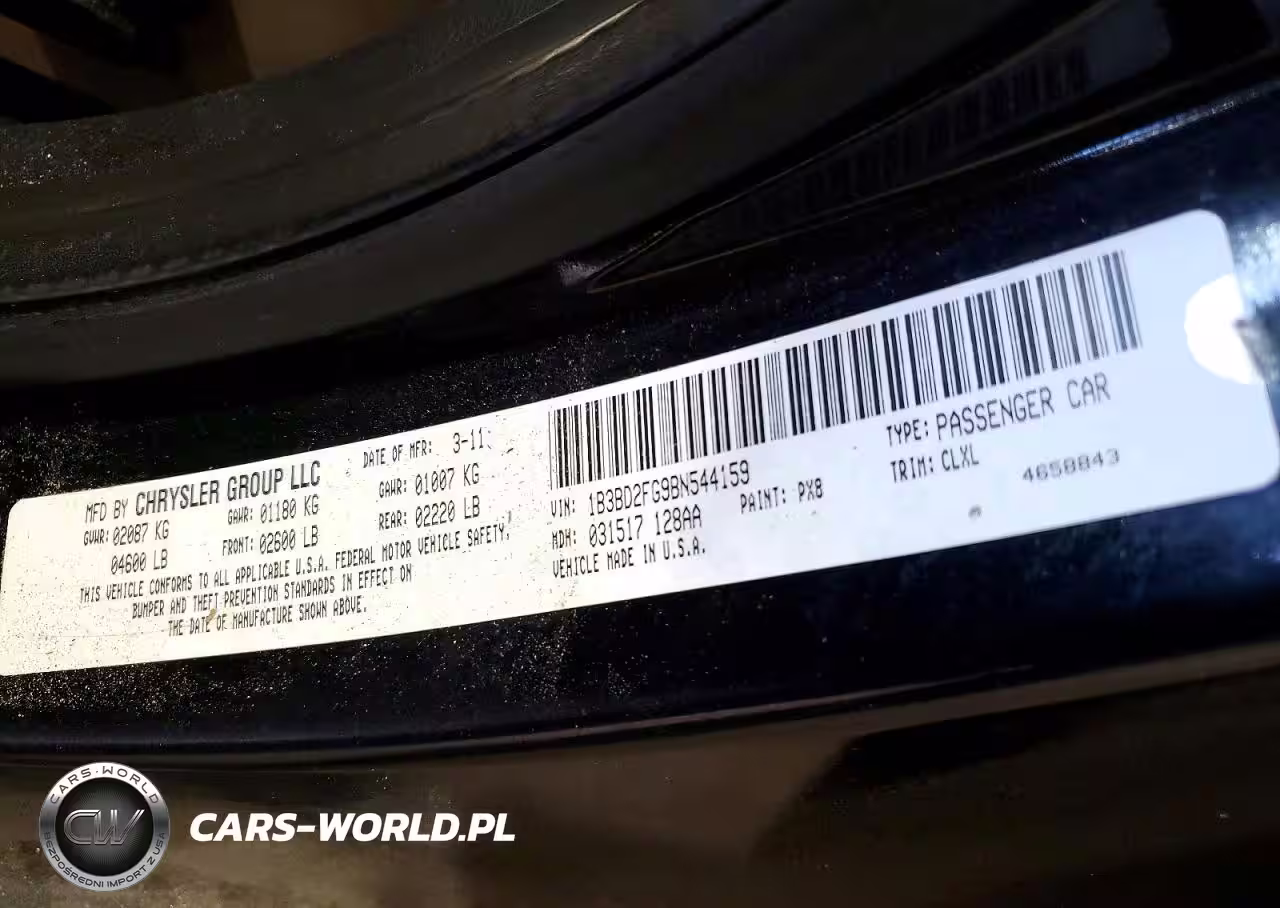 MFD BY CHRYSLER GROUP LLC
DATE OF MFR: 3-11
GVWR: 02087 KG
GAWR: 01180 KG
GAWR: 01007 KG
04600 LB
FRONT: 02600 LB
REAR: 02220 LB
THIS VEHICLE CONFORMS TO ALL APPLICABLE U.S.A. FEDERAL MOTOR VEHICLE SAFETY,
BUMPER AND THEFT PREVENTION STANDARDS IN EFFECT ON
THE DATE OF MANUFACTURE SHOWN ABOVE.
VIN: 1B3BD2FG9BN544159
TYPE: PASSENGER CAR
MDH: 031517 128AA
PAINT: PX8
TRIM: CLXL
4658843
VEHICLE MADE IN U.S.A.
CARS-WORLD
CW
BEZPOŚREDNI IMPORT Z USA
CARS-WORLD.PL